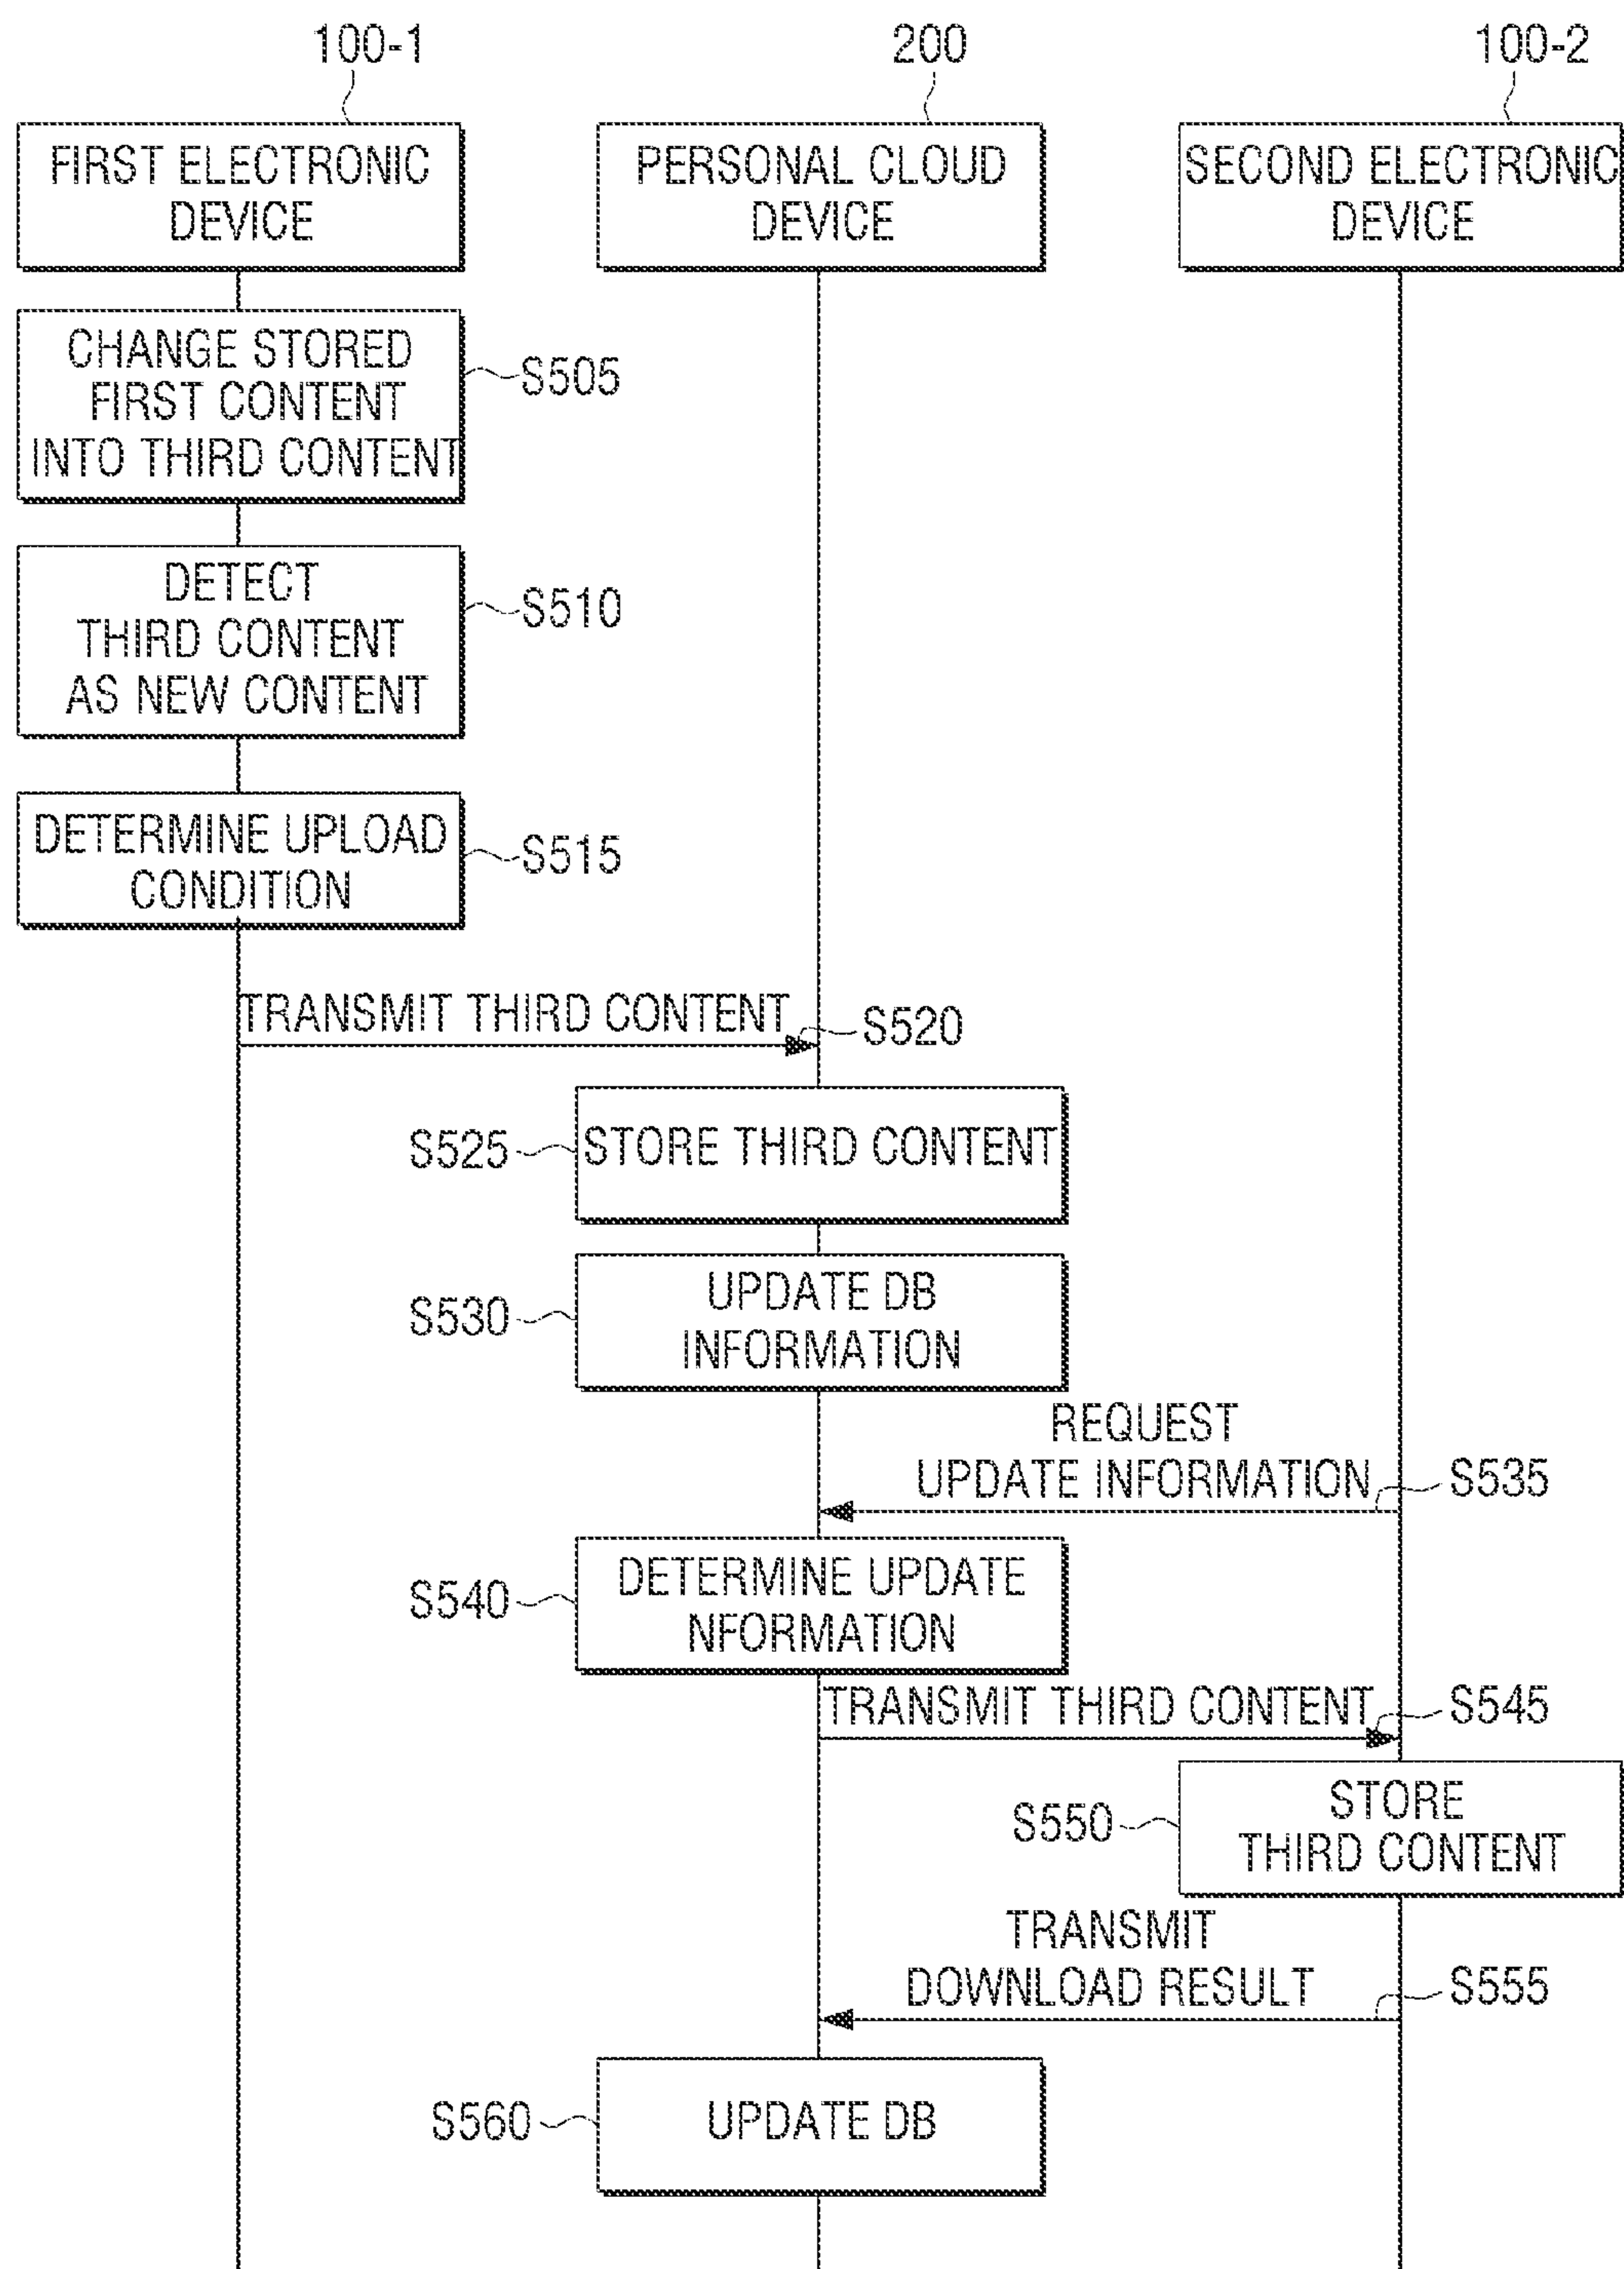 100-1
200
100-2
FIRST ELECTRONIC
DEVICE
PERSONAL CLOUD
DEVICE
SECOND ELECTRONIC
DEVICE
CHANGE STORED
FIRST CONTENT
INTO THIRD CONTENT
S505
DETECT
THIRD CONTENT
AS NEW CONTENT
S510
DETERMINE UPLOAD
CONDITION
S515
TRANSMIT THIRD CONTENT
S520
S525
STORE THIRD CONTENT
S530
UPDATE DB
INFORMATION
REQUEST
UPDATE INFORMATION
S535
S540
DETERMINE UPDATE
NFORMATION
TRANSMIT THIRD CONTENT
S545
S550
STORE
THIRD CONTENT
TRANSMIT
DOWNLOAD RESULT
S555
S560
UPDATE DB